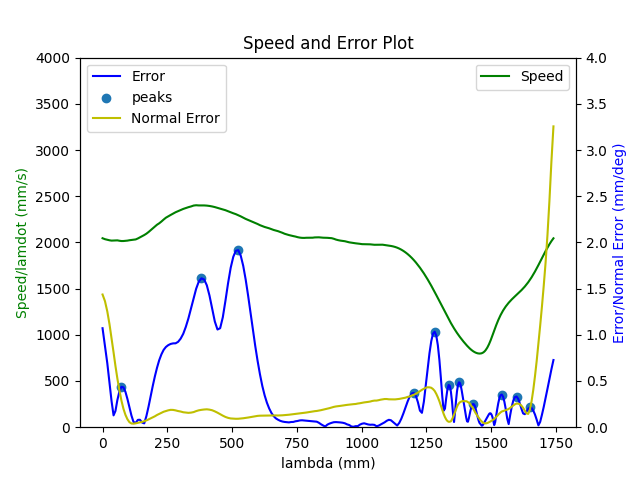 Speed and Error Plot
4000
3500
3000
2500
2000
1500
1000
500
0
Speed/lamdot (mm/s)
Error
peaks
Normal Error
Speed
4.0
3.5
3.0
2.5
2.0
1.5
1.0
0.5
0.0
Error/Normal Error (mm/deg)
0 250 500 750 1000 1250 1500 1750
lambda (mm)